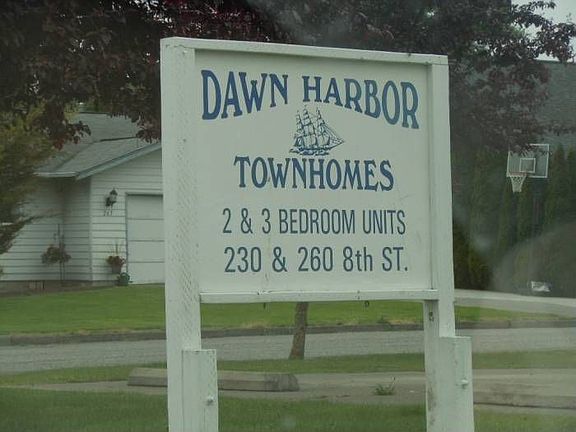 DAWN HARBOR
TOWNHOMES
2 & 3 BEDROOM UNITS
230 & 260 8th ST.